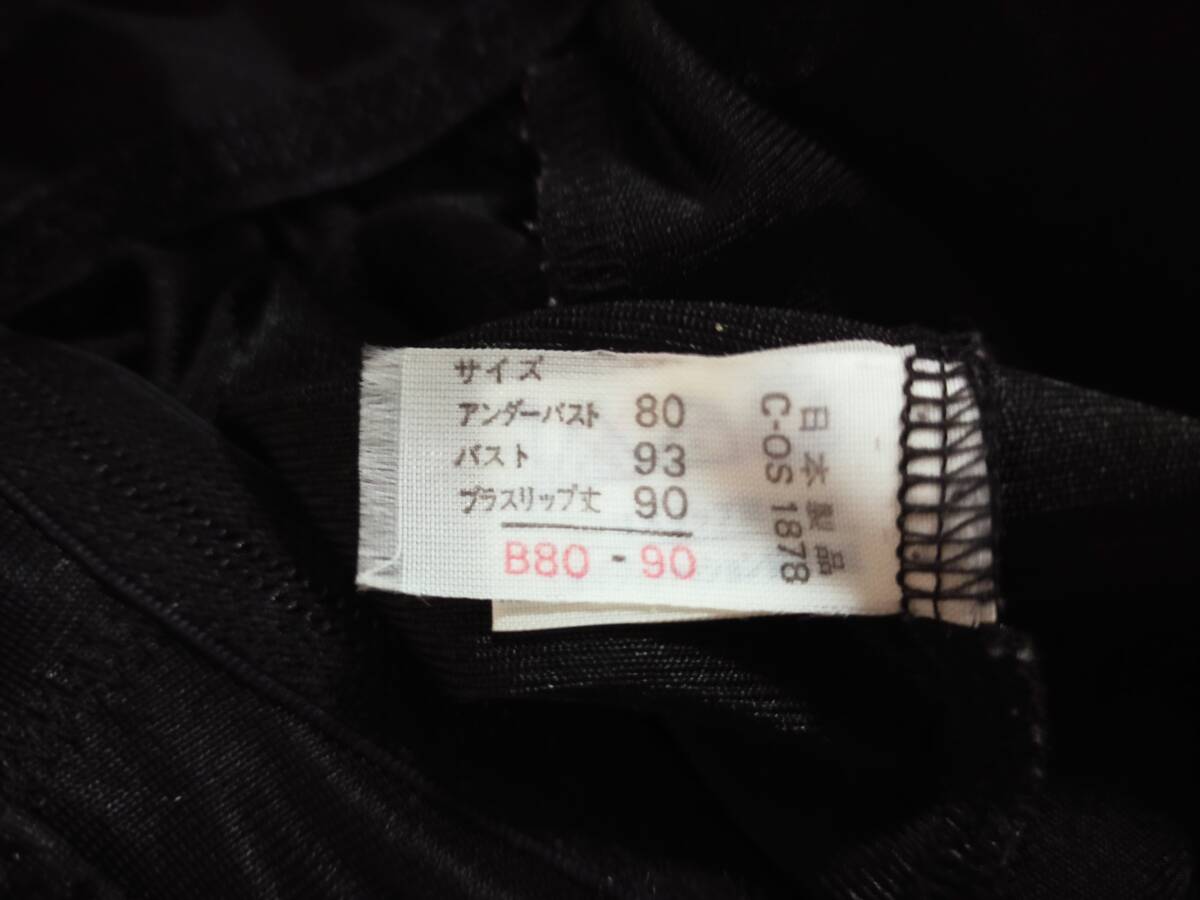 サイズ
アンダーバスト 80
バスト 93
ブラスリップ丈 90
B80 - 90
日本製品
C-OS 1878